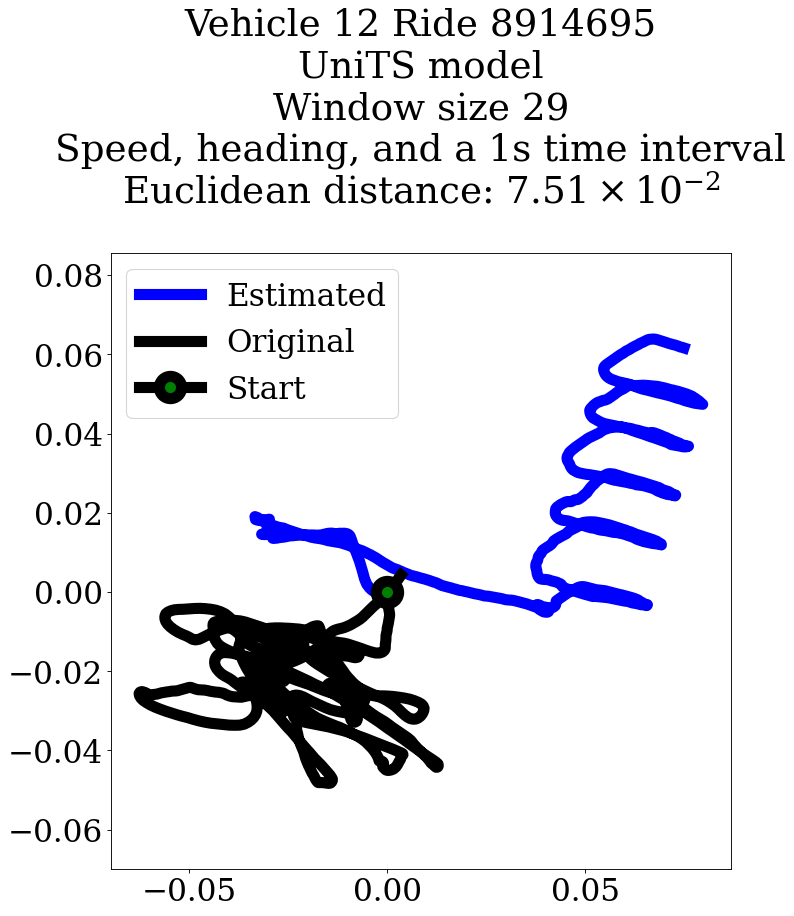 Vehicle 12 Ride 8914695
UniTS model
Window size 29
Speed, heading, and a 1s time interval
Euclidean distance: 7.51 × 10⁻²
0.08
0.06
0.04
0.02
0.00
−0.02
−0.04
−0.06
Estimated
Original
Start
−0.05
0.00
0.05